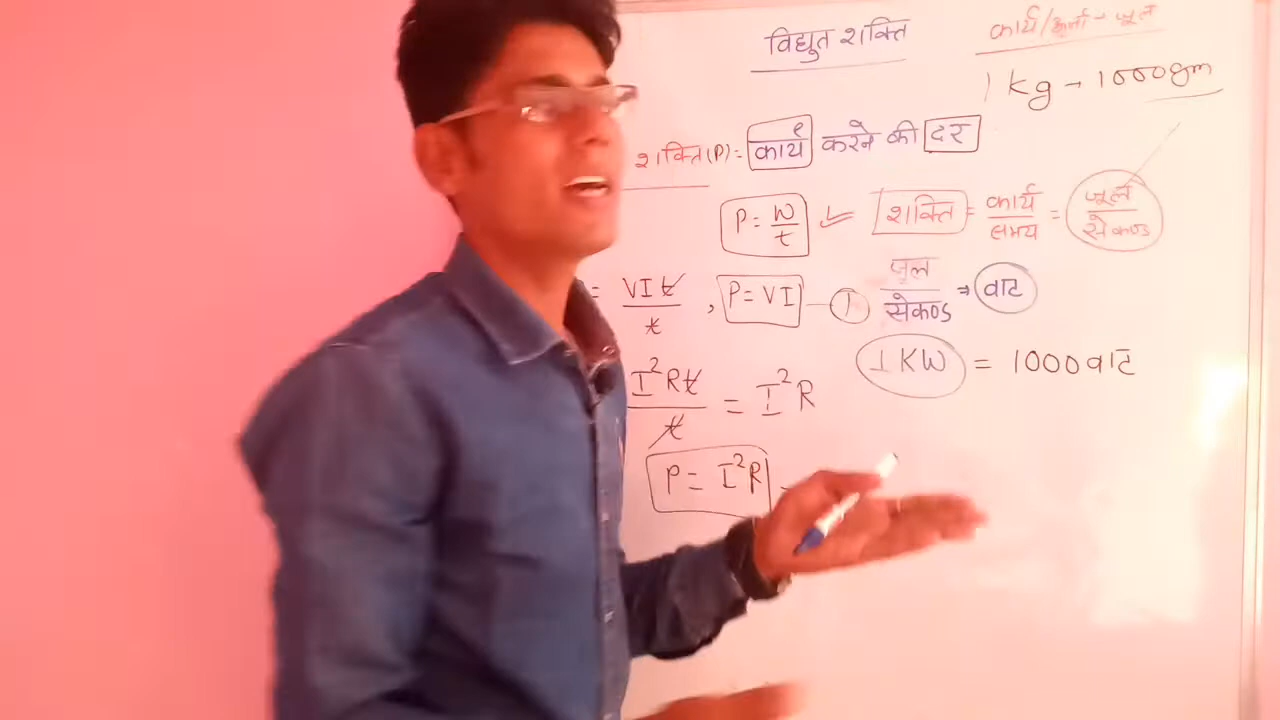 विद्युत शक्ति
कार्य/ऊर्जा → जूल
1 kg → 1000gm
शक्ति(P) = कार्य करने की दर
P = W/t ✓ शक्ति = कार्य/समय = जूल/सेकण्ड
= VIt/t , P = VI — 1
जूल/सेकण्ड ⇒ वाट
1 KW = 1000 वाट
I²Rt/t = I²R
P = I²R -